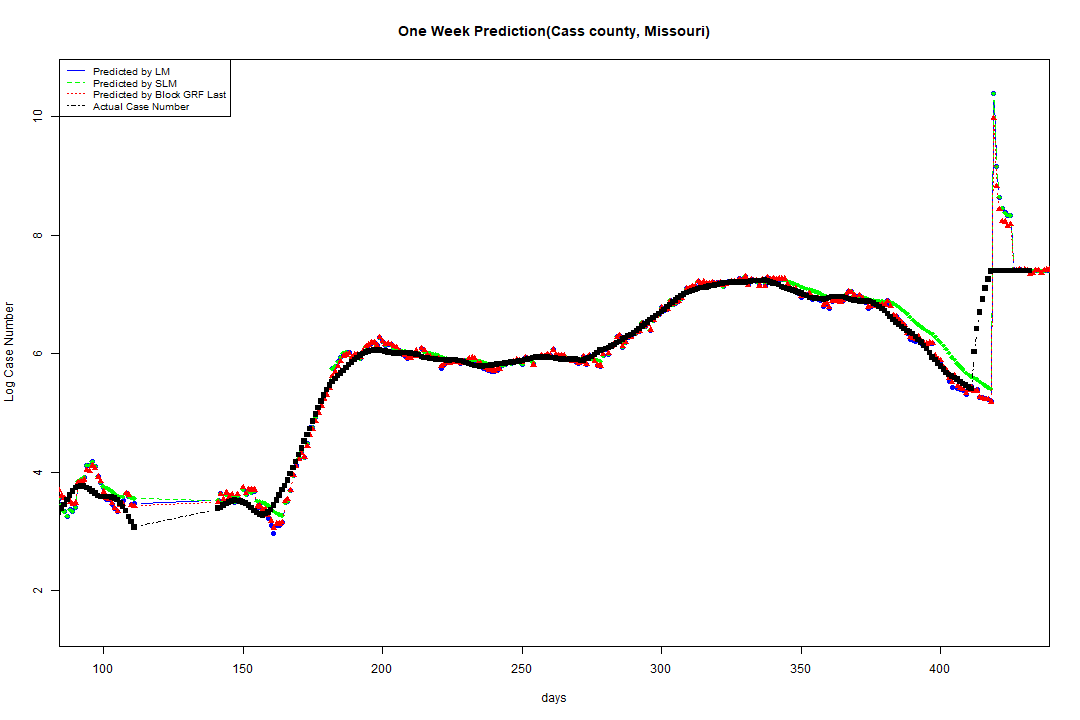 One Week Prediction(Cass county, Missouri)
Predicted by LM
Predicted by SLM
Predicted by Block GRF Last
Actual Case Number
Log Case Number
10
8
6
4
2
100 150 200 250 300 350 400
days